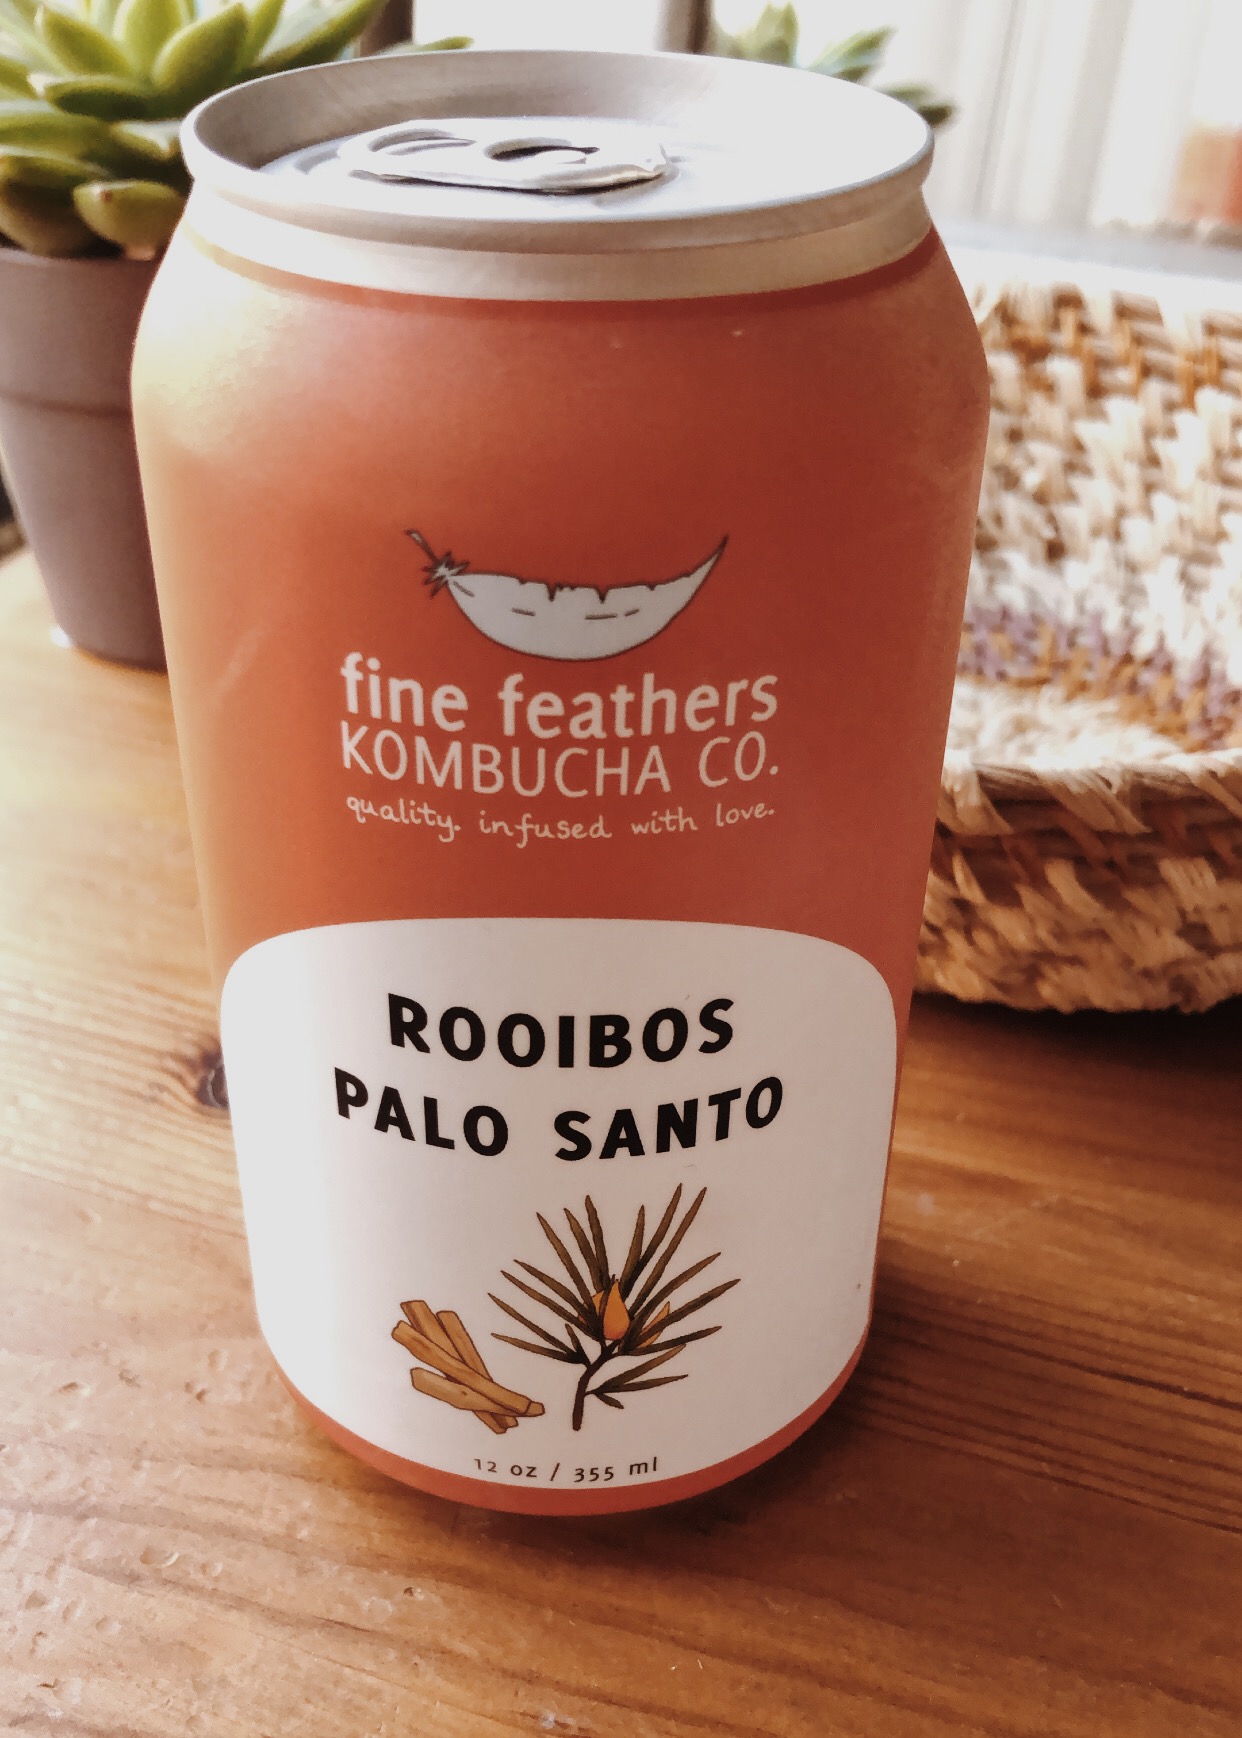 fine feathers
KOMBUCHA CO.
quality. infused with love.
ROOIBOS
PALO SANTO
12 oz / 355 ml